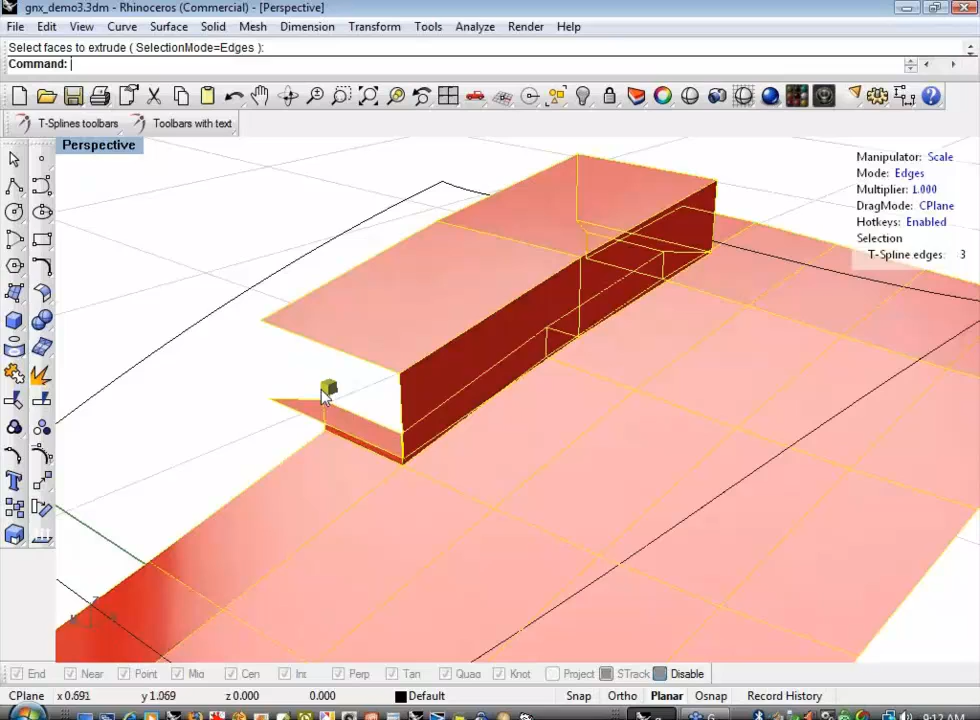 gnx_demo3.3dm - Rhinoceros (Commercial) - [Perspective]
File Edit View Curve Surface Solid Mesh Dimension Transform Tools Analyze Render Help
Select faces to extrude ( SelectionMode=Edges ):
Command:
T-Splines toolbars Toolbars with text
Perspective
Manipulator: Scale
Mode: Edges
Multiplier: 1.000
DragMode: CPlane
Hotkeys: Enabled
Selection
T-Spline edges: 3
End Near Point Mid Cen Int Perp Tan Quad Knot Project STrack Disable
CPlane x 0.691 y 1.069 z 0.000 0.000 Default Snap Ortho Planar Osnap Record History
9:12 AM